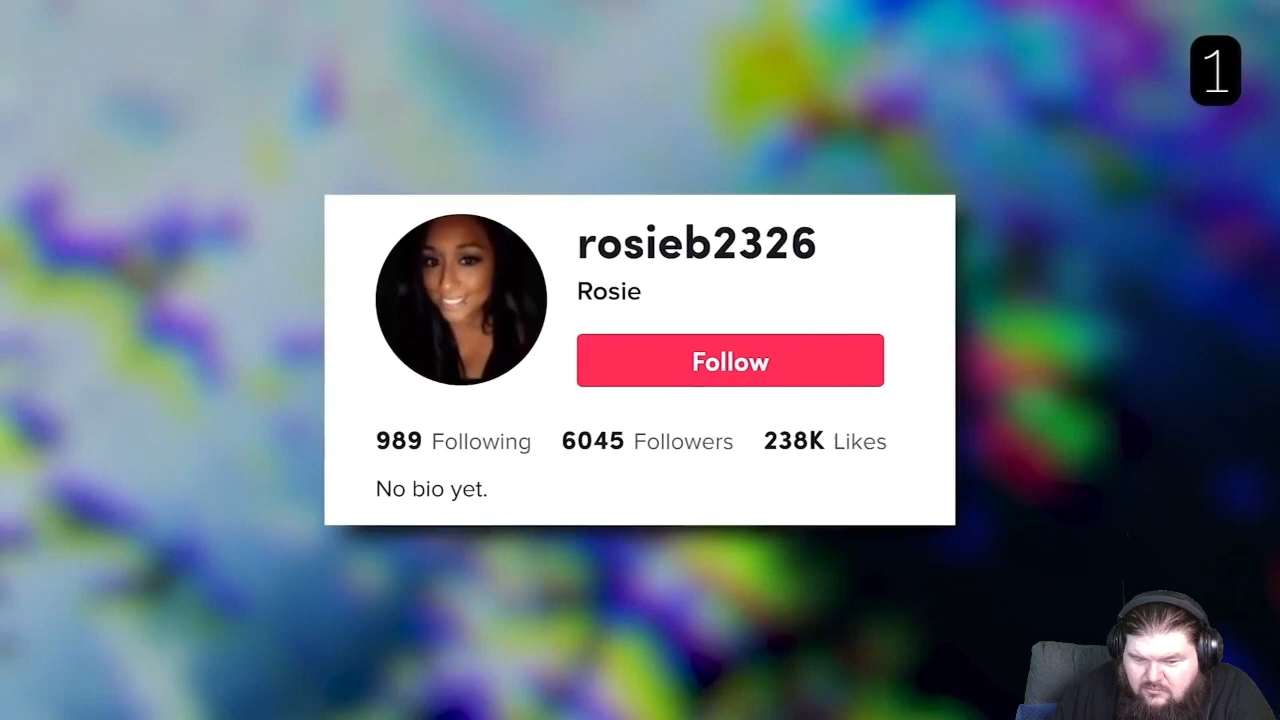 1
rosieb2326
Rosie
Follow
989 Following 6045 Followers 238K Likes
No bio yet.